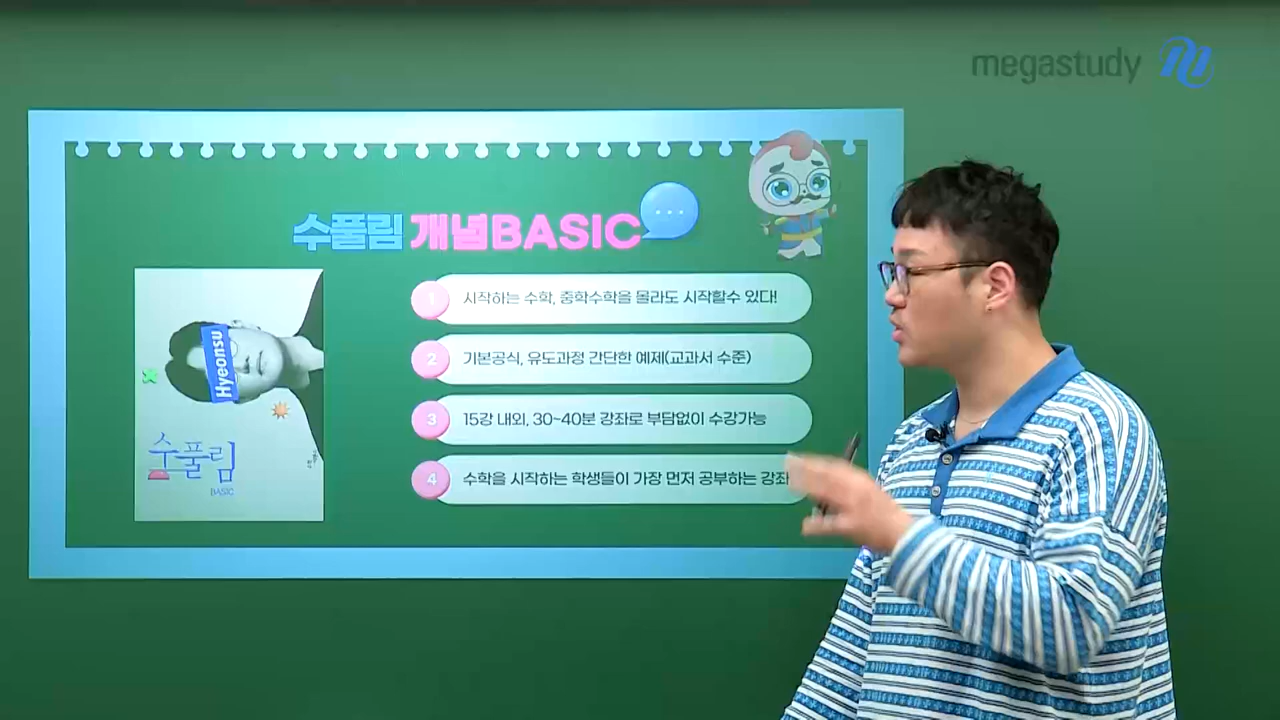 megastudy
수풀림 개념BASIC
1 시작하는 수학, 중학수학을 몰라도 시작할수 있다!
2 기본공식, 유도과정 간단한 예제(교과서 수준)
3 15강 내외, 30~40분 강좌로 부담없이 수강가능
4 수학을 시작하는 학생들이 가장 먼저 공부하는 강좌
Hyeonsu
수풀림
BASIC